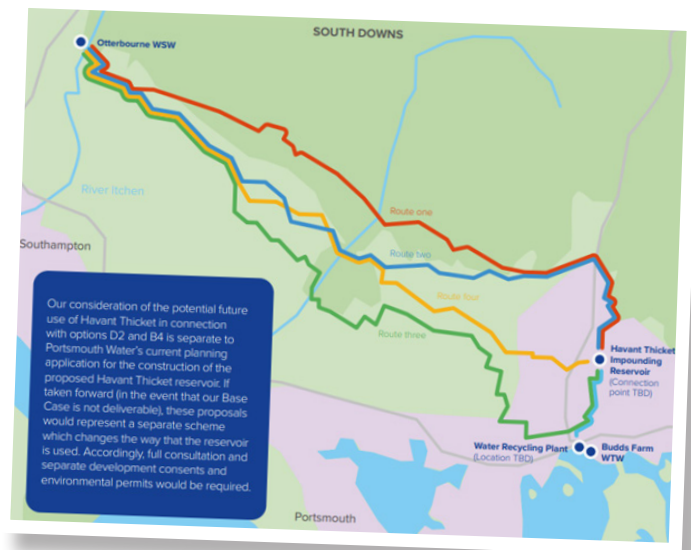 SOUTH DOWNS
Otterbourne WSW
River Itchen
Route one
Southampton
Route two
Route four
Route three
Our consideration of the potential future
use of Havant Thicket in connection
with options D2 and B4 is separate to
Portsmouth Water's current planning
application for the construction of the
proposed Havant Thicket reservoir. If
taken forward (in the event that our Base
Case is not deliverable), these proposals
would represent a separate scheme
which changes the way that the reservoir
is used. Accordingly, full consultation and
separate development consents and
environmental permits would be required.
Havant Thicket
Impounding
Reservoir
(Connection
point TBD)
Water Recycling Plant
(Location TBD)
Budds Farm
WTW
Portsmouth